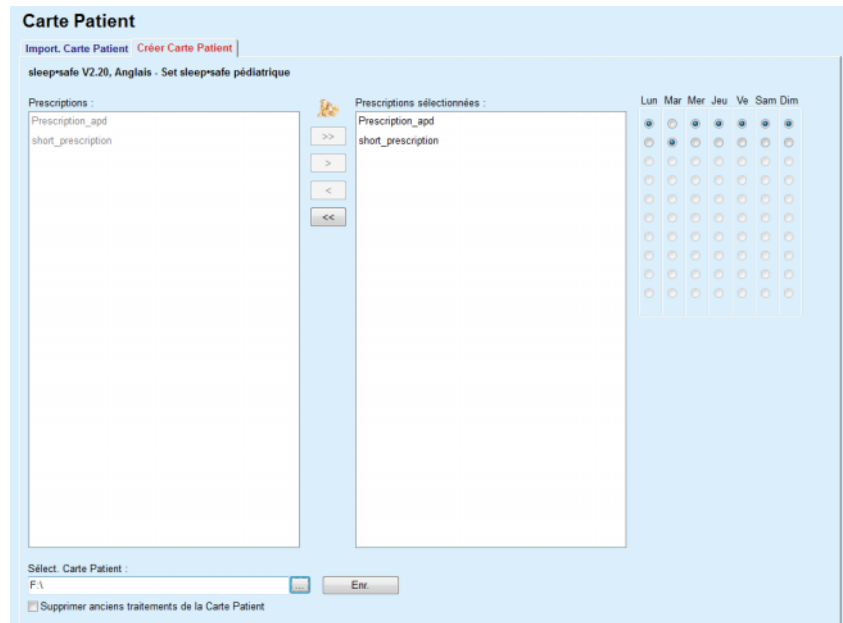 Carte Patient
Import. Carte Patient Créer Carte Patient
sleep•safe V2.20, Anglais - Set sleep•safe pédiatrique
Prescriptions : Prescriptions sélectionnées : Lun Mar Mer Jeu Ve Sam Dim
Prescription_apd Prescription_apd
short_prescription >> short_prescription
>
<
<<
Sélect. Carte Patient :
F:\ ... Enr.
Supprimer anciens traitements de la Carte Patient